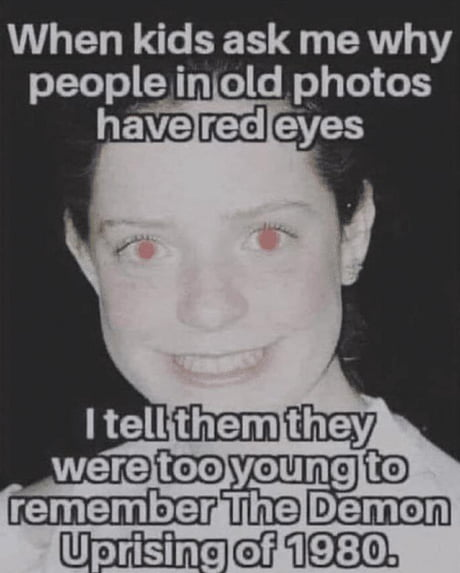 When kids ask me why
people in old photos
have red eyes
I tell them they
were too young to
remember The Demon
Uprising of 1980.